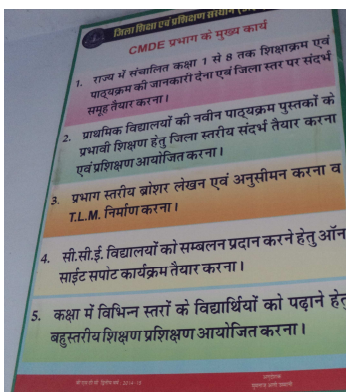 जिला शिक्षा एवं प्रशिक्षण संस्थान
CMDE प्रभाग के मुख्य कार्य
1. राज्य में संचालित कक्षा 1 से 8 तक शिक्षाक्रम एवं
पाठ्यक्रम की जानकारी देना एवं जिला स्तर पर संदर्भ
समूह तैयार करना।
2. प्राथमिक विद्यालयों की नवीन पाठ्यक्रम पुस्तकों के
प्रभावी शिक्षण हेतु जिला स्तरीय संदर्भ तैयार करना
एवं प्रशिक्षण आयोजित करना।
3. प्रभाग स्तरीय ब्रोशर लेखन एवं अनुसीमन करना व
T.L.M. निर्माण करना।
4. सी.सी.ई. विद्यालयों को सम्बलन प्रदान करने हेतु ऑन
साईट सपोट कार्यक्रम तैयार करना।
5. कक्षा में विभिन्न स्तरों के विद्यार्थियों को पढ़ाने हेतु
बहुस्तरीय शिक्षण प्रशिक्षण आयोजित करना।
2014-15